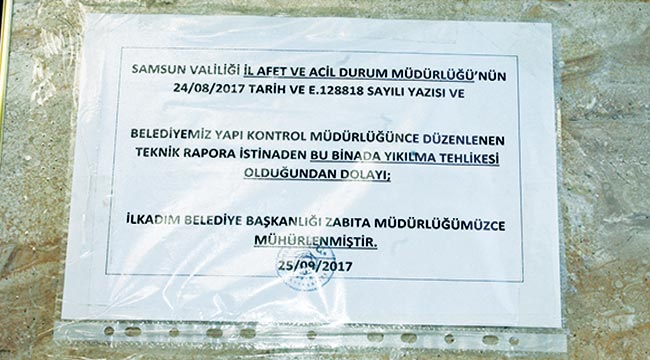 SAMSUN VALİLİĞİ İL AFET VE ACİL DURUM MÜDÜRLÜĞÜ'NÜN
24/08/2017 TARİH VE E.128818 SAYILI YAZISI VE
BELEDİYEMİZ YAPI KONTROL MÜDÜRLÜĞÜNCE DÜZENLENEN
TEKNİK RAPORA İSTİNADEN BU BİNADA YIKILMA TEHLİKESİ
OLDUĞUNDAN DOLAYI;
İLKADIM BELEDİYE BAŞKANLIĞI ZABITA MÜDÜRLÜĞÜMÜZCE
MÜHÜRLENMİŞTİR.
25/09/2017